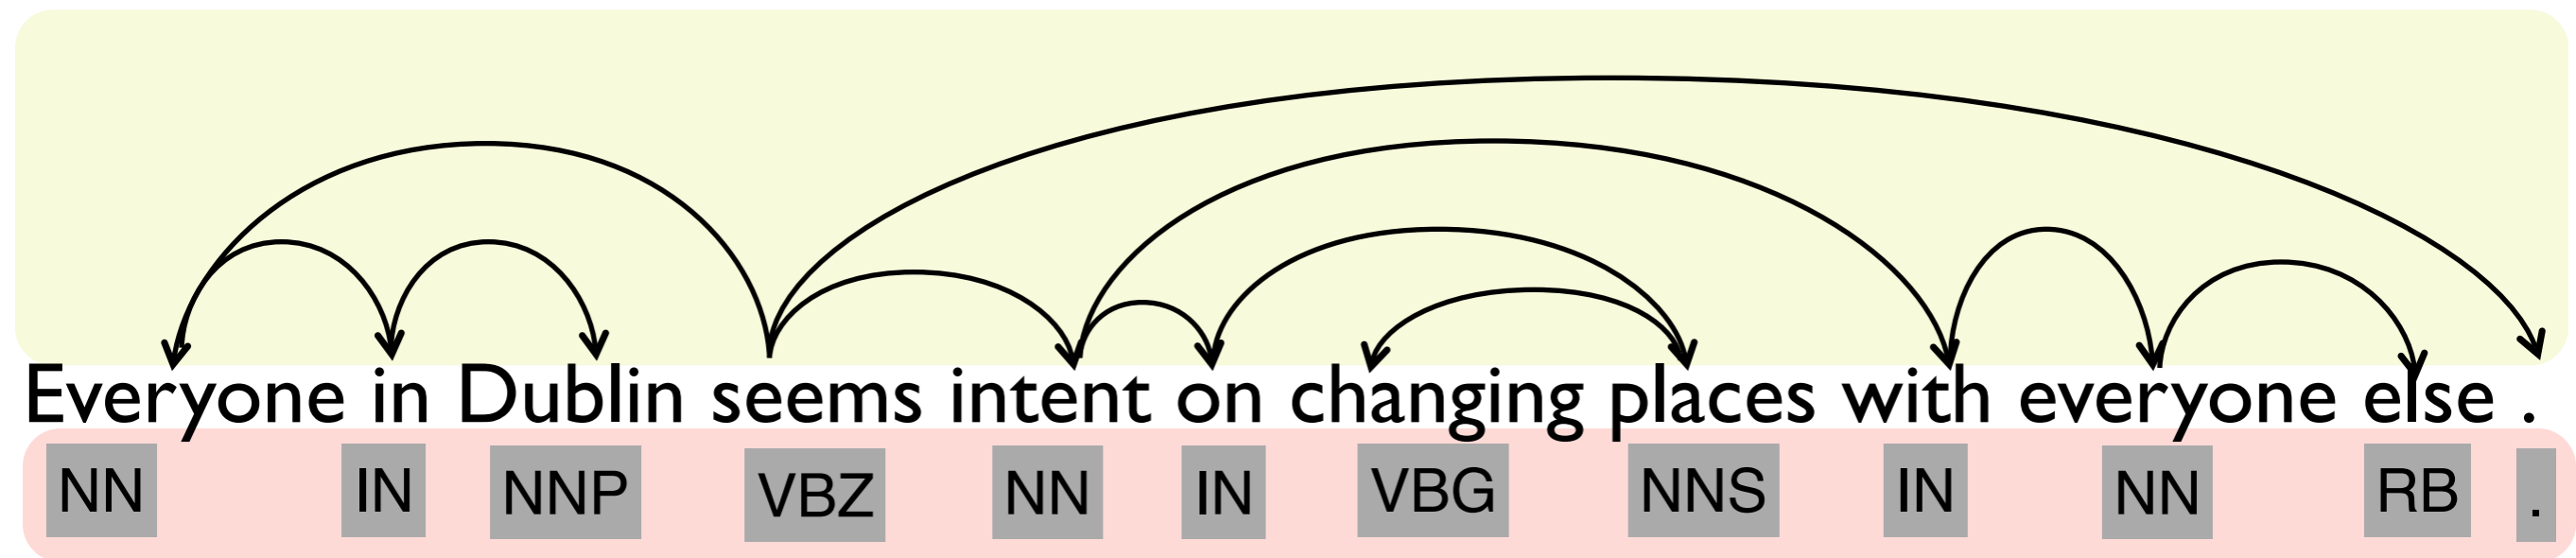 Everyone in Dublin seems intent on changing places with everyone else .
NN IN NNP VBZ NN IN VBG NNS IN NN RB .